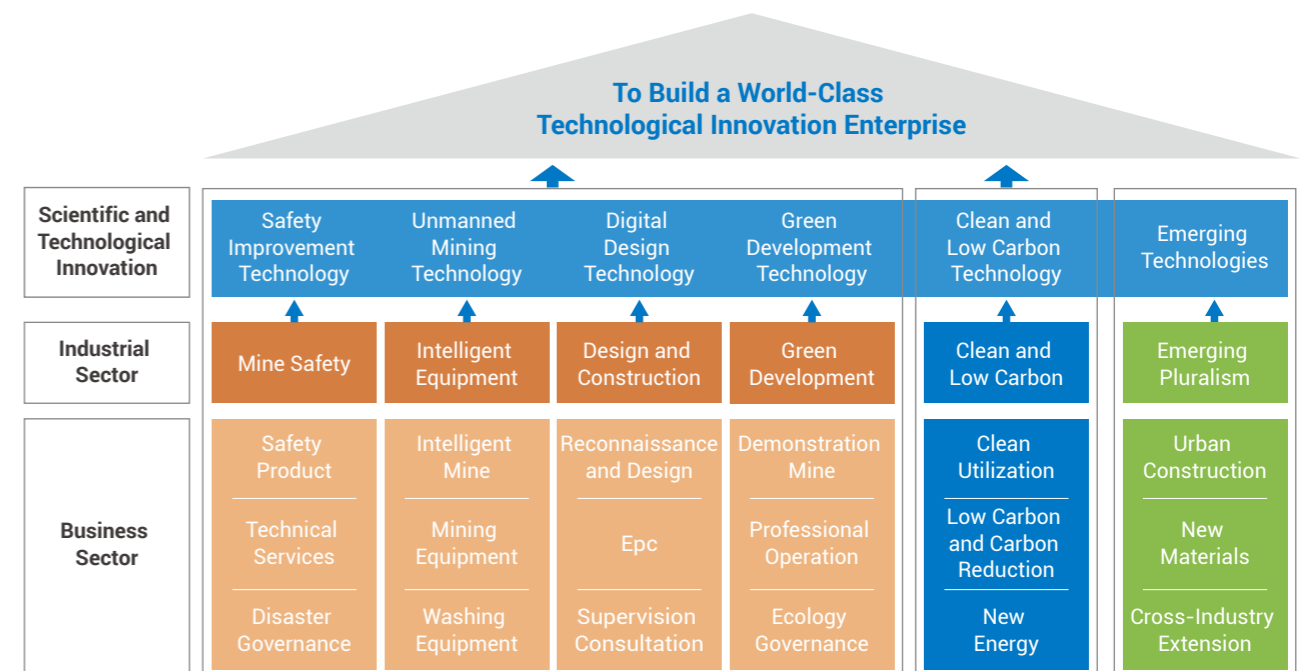 To Build a World-Class
Technological Innovation Enterprise
Scientific and
Technological
Innovation
Safety
Improvement
Technology
Unmanned
Mining
Technology
Digital
Design
Technology
Green
Development
Technology
Clean and
Low Carbon
Technology
Emerging
Technologies
Industrial
Sector
Mine Safety
Intelligent
Equipment
Design and
Construction
Green
Development
Clean and
Low Carbon
Emerging
Pluralism
Business
Sector
Safety
Product
Intelligent
Mine
Reconnaissance
and Design
Demonstration
Mine
Clean
Utilization
Urban
Construction
Technical
Services
Mining
Equipment
Epc
Professional
Operation
Low Carbon
and Carbon
Reduction
New
Materials
Disaster
Governance
Washing
Equipment
Supervision
Consultation
Ecology
Governance
New
Energy
Cross-Industry
Extension